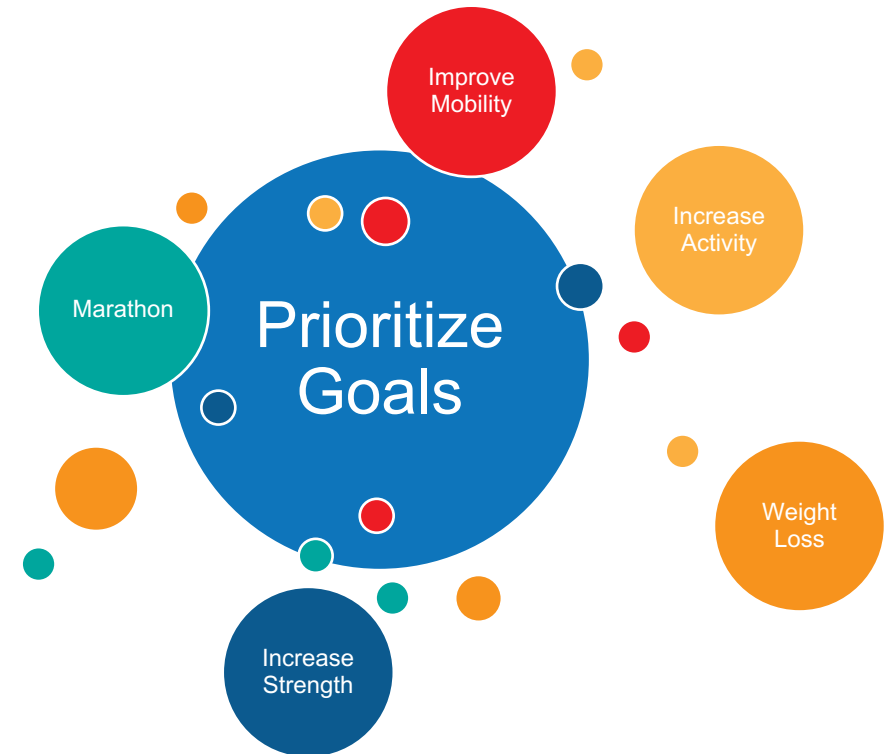 Improve
Mobility
Increase
Activity
Marathon
Prioritize
Goals
Weight
Loss
Increase
Strength